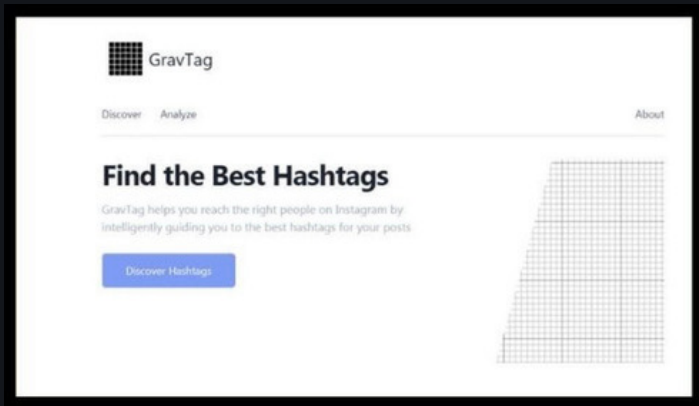 GravTag
Discover Analyze About
Find the Best Hashtags
GravTag helps you reach the right people on Instagram by
intelligently guiding you to the best hashtags for your posts
Discover Hashtags